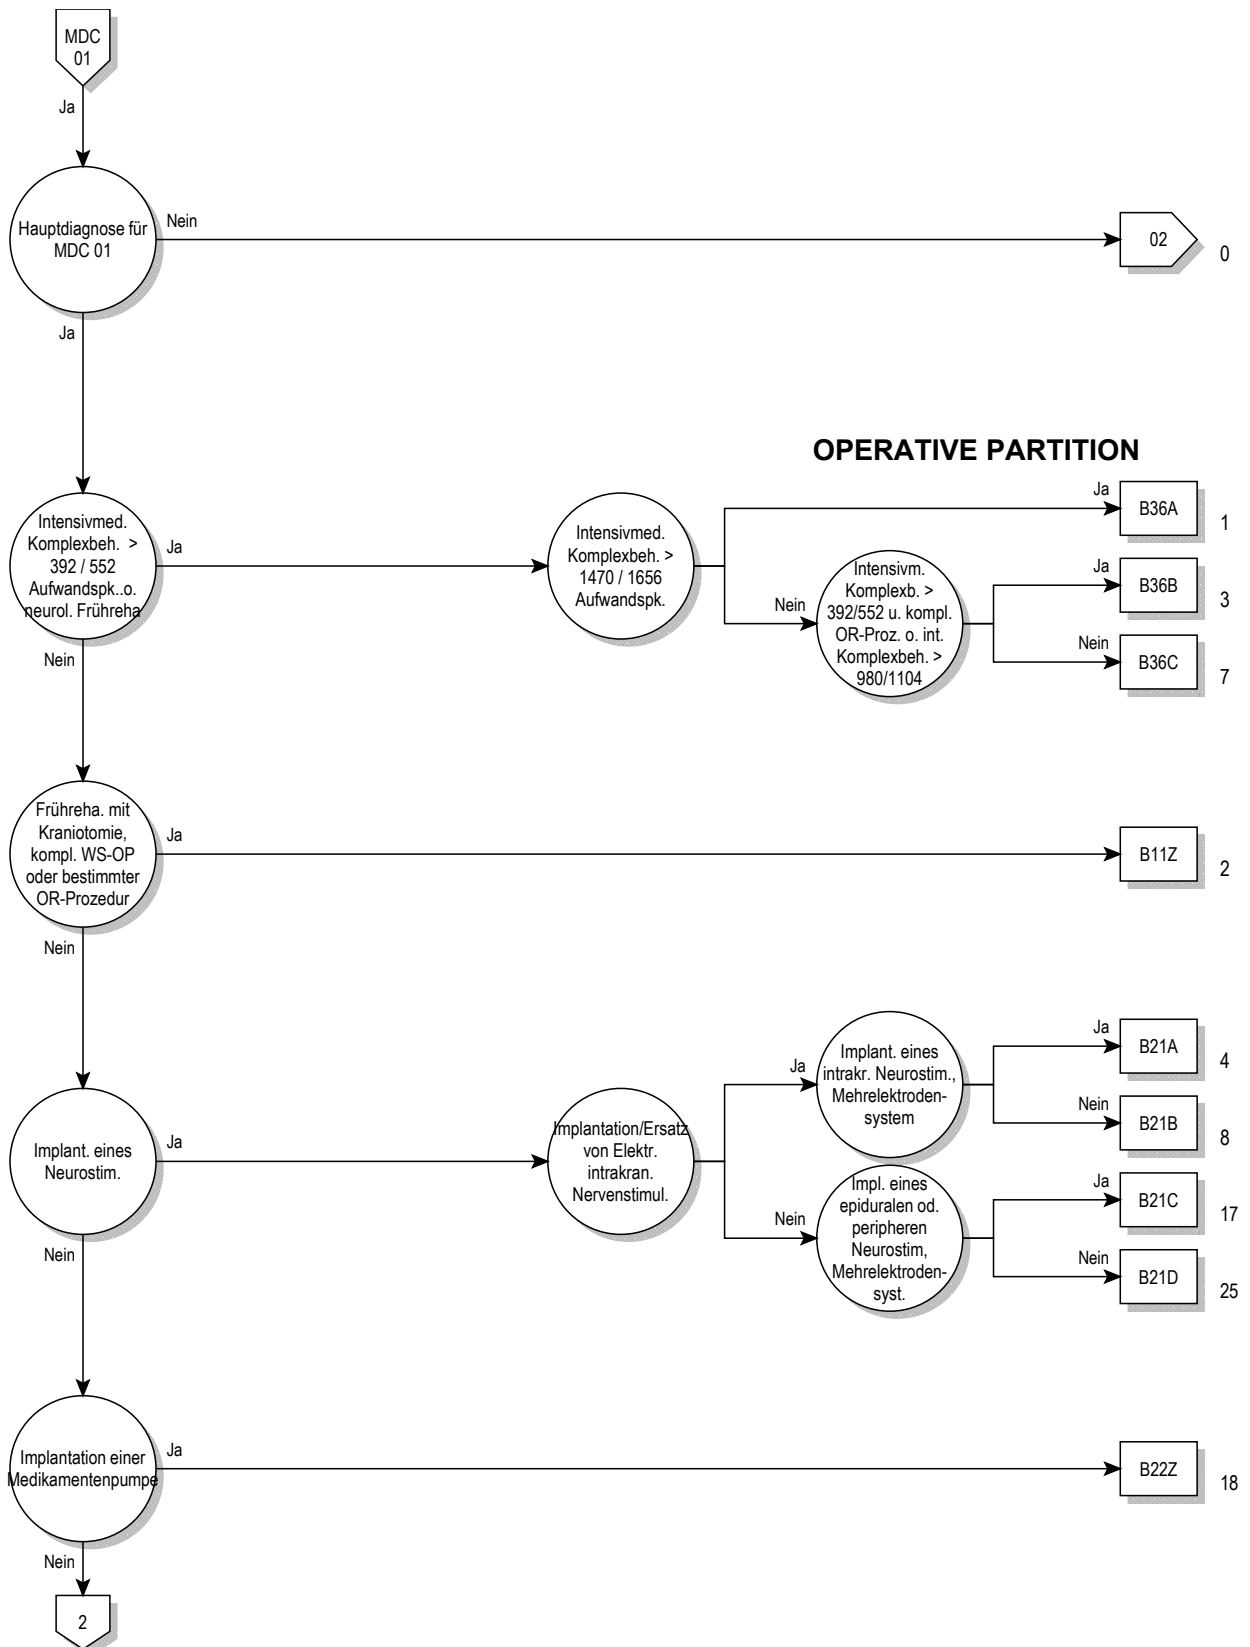 MDC
01
Ja
Hauptdiagnose für
MDC 01
Nein
02
0
Ja
OPERATIVE PARTITION
Intensivmed.
Komplexbeh. >
392 / 552
Aufwandspk..o.
neurol. Frühreha
Ja
Intensivmed.
Komplexbeh. >
1470 / 1656
Aufwandspk.
Ja
B36A
1
Nein
Intensivm.
Komplexb. >
392/552 u. kompl.
OR-Proz. o. int.
Komplexbeh. >
980/1104
Ja
B36B
3
Nein
B36C
7
Nein
Frühreha. mit
Kraniotomie,
kompl. WS-OP
oder bestimmter
OR-Prozedur
Ja
B11Z
2
Nein
Implant. eines
Neurostim.
Ja
Implantation/Ersatz
von Elektr.
intrakran.
Nervenstimul.
Ja
Implant. eines
intrakr. Neurostim.,
Mehrelektroden-
system
Ja
B21A
4
Nein
B21B
8
Nein
Impl. eines
epiduralen od.
peripheren
Neurostim,
Mehrelektroden-
syst.
Ja
B21C
17
Nein
B21D
25
Nein
Implantation einer
Medikamentenpumpe
Ja
B22Z
18
Nein
2